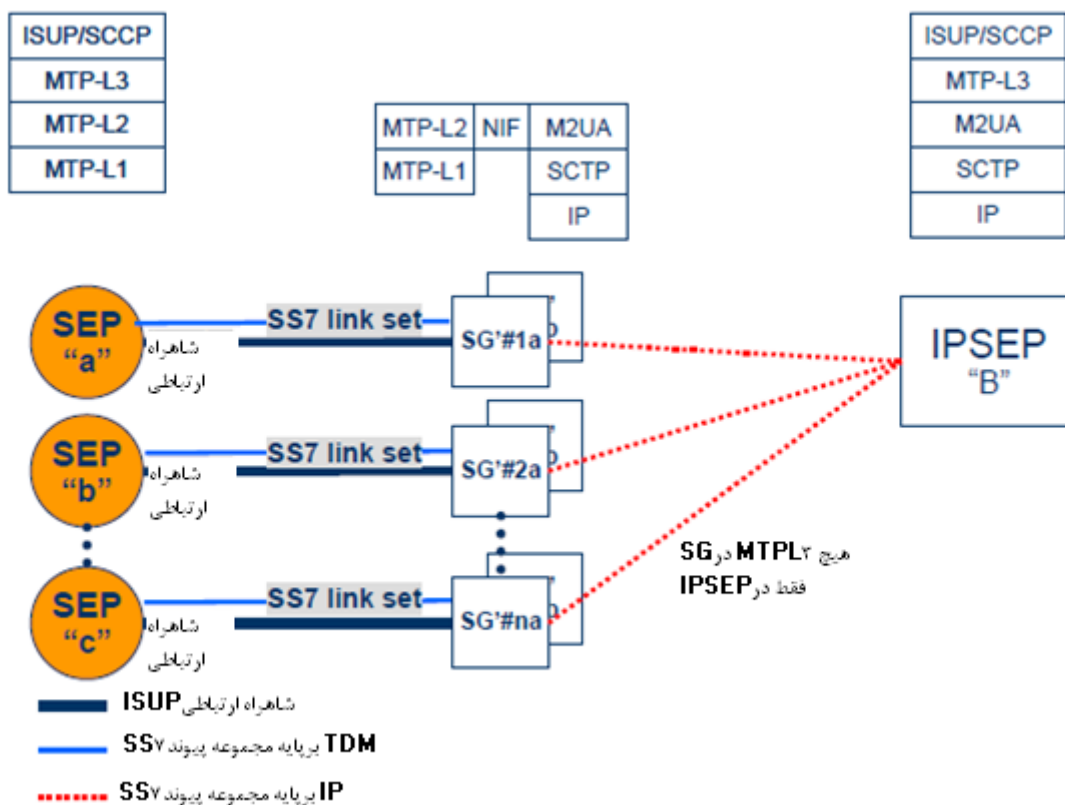 ISUP/SCCP
MTP-L3
MTP-L2
MTP-L1
MTP-L2 NIF M2UA
MTP-L1 SCTP
IP
ISUP/SCCP
MTP-L3
M2UA
SCTP
IP
SEP
“a”
شاهراه
ارتباطی
SS7 link set
SG'#1a
IPSEP
“B”
SEP
“b”
شاهراه
ارتباطی
SS7 link set
SG'#2a
هیچ MTPL۳ در SG
فقط در IPSEP
SEP
“c”
شاهراه
ارتباطی
SS7 link set
SG'#na
شاهراه ارتباطی ISUP
SS۷ برپایه مجموعه پیوند TDM
SS۷ برپایه مجموعه پیوند IP